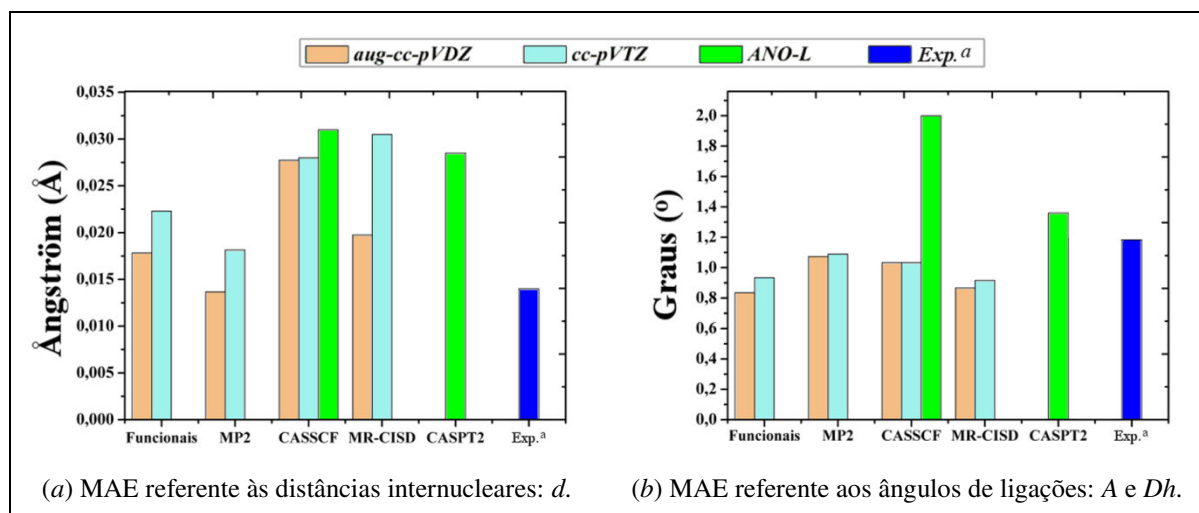 aug-cc-pVDZ cc-pVTZ ANO-L Exp.ª
Ångström (Å)
0,035
0,030
0,025
0,020
0,015
0,010
0,005
0,000
Funcionais MP2 CASSCF MR-CISD CASPT2 Exp.ª
Graus (º)
2,0
1,8
1,6
1,4
1,2
1,0
0,8
0,6
0,4
0,2
0,0
Funcionais MP2 CASSCF MR-CISD CASPT2 Exp.ª
(a) MAE referente às distâncias internucleares: d.
(b) MAE referente aos ângulos de ligações: A e Dh.